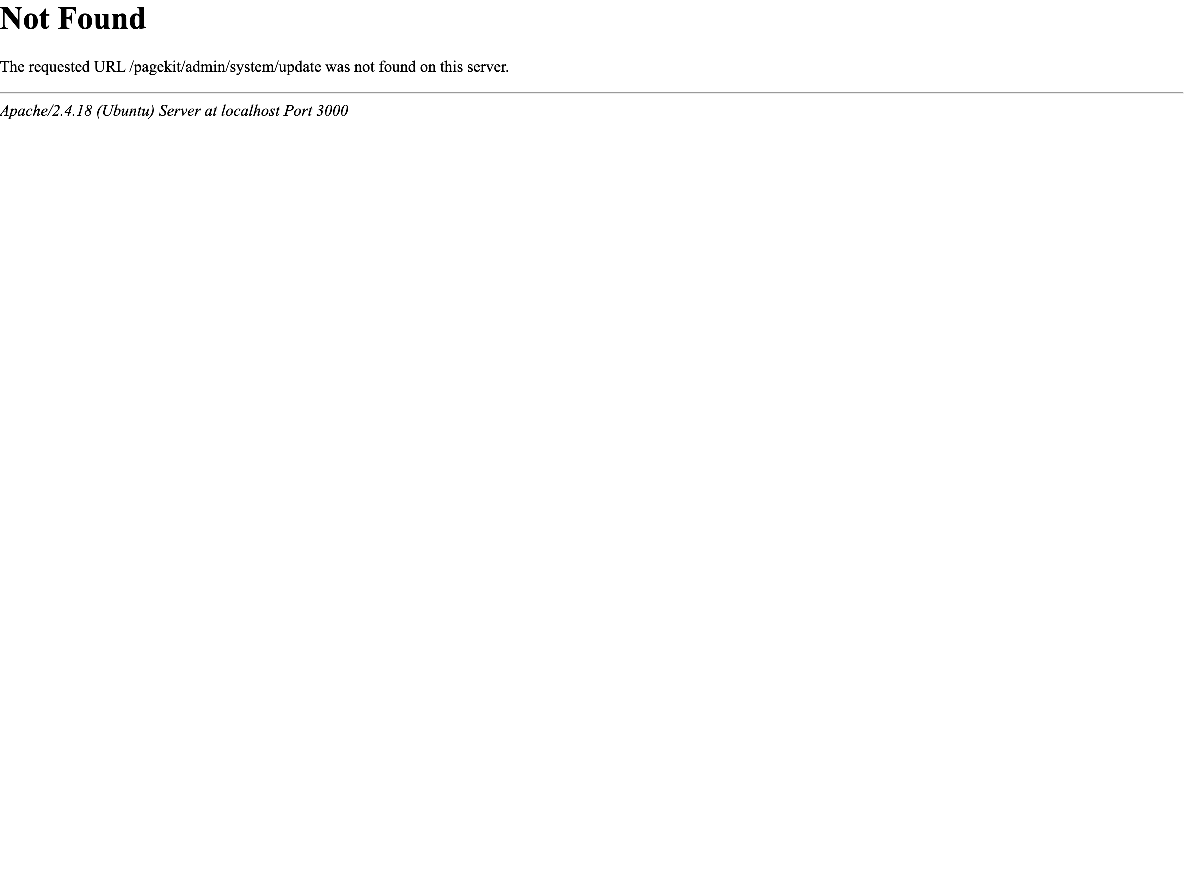 Not Found
The requested URL /pagekit/admin/system/update was not found on this server.
Apache/2.4.18 (Ubuntu) Server at localhost Port 3000